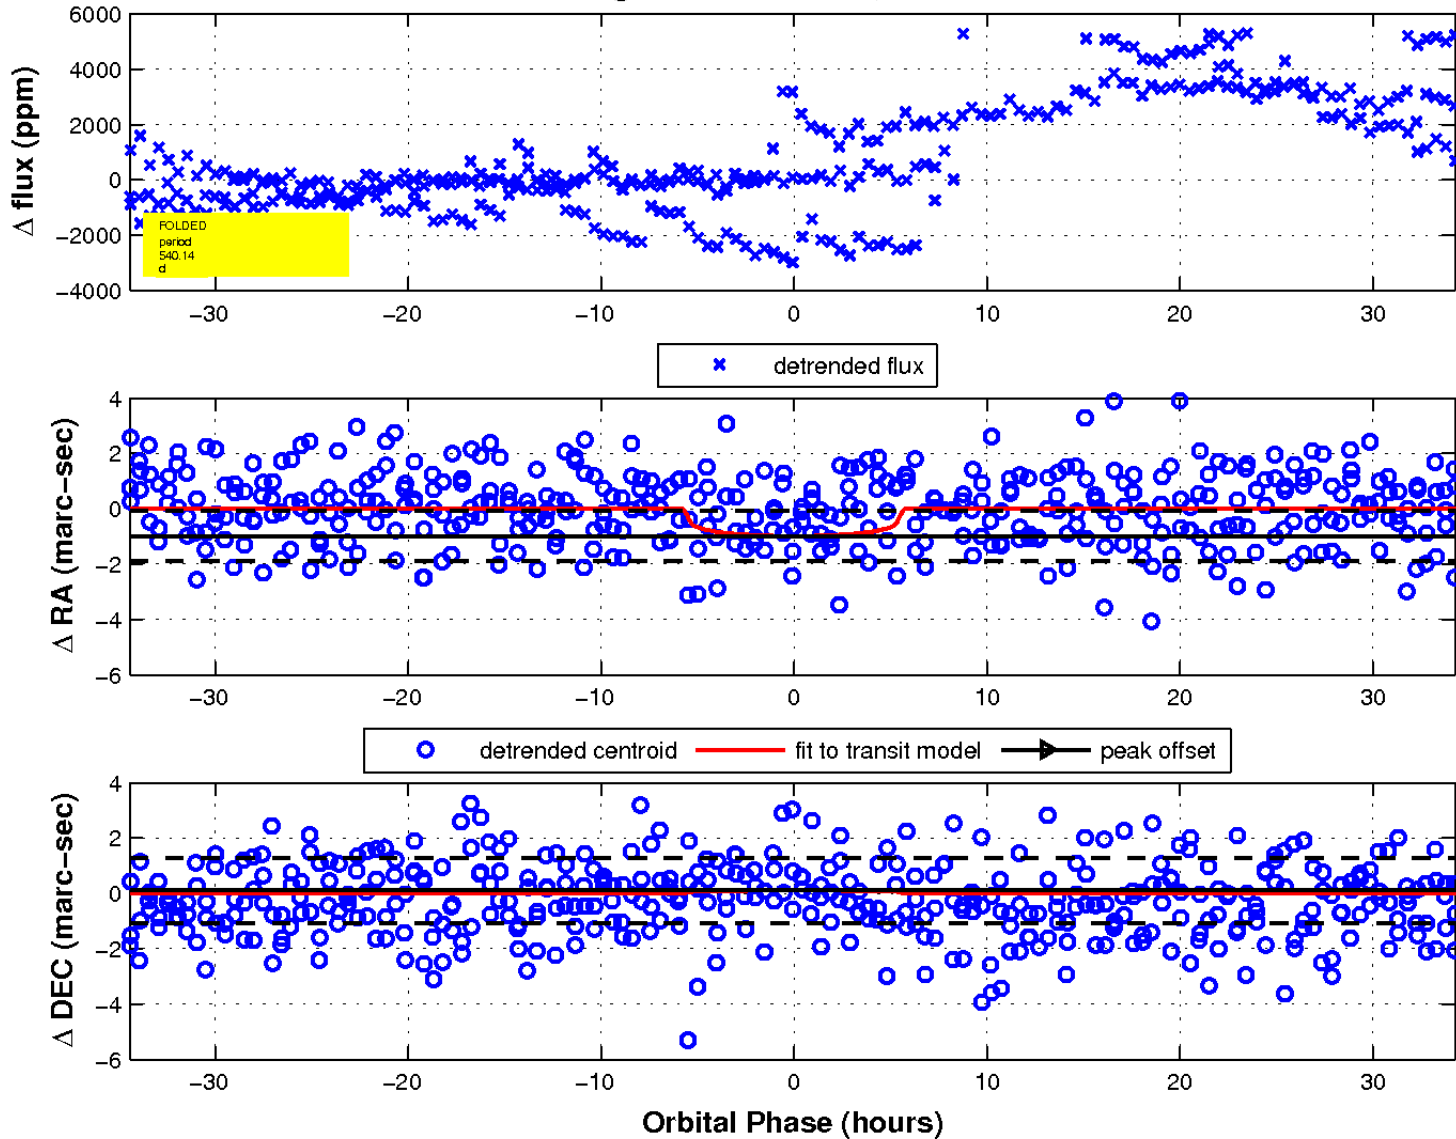 6000
4000
2000
0
−2000
−4000
Δ flux (ppm)
FOLDED
period
540.14
d
−30 −20 −10 0 10 20 30
detrended flux
4
2
0
−2
−4
−6
Δ RA (marc−sec)
−30 −20 −10 0 10 20 30
detrended centroid fit to transit model peak offset
4
2
0
−2
−4
−6
Δ DEC (marc−sec)
−30 −20 −10 0 10 20 30
Orbital Phase (hours)